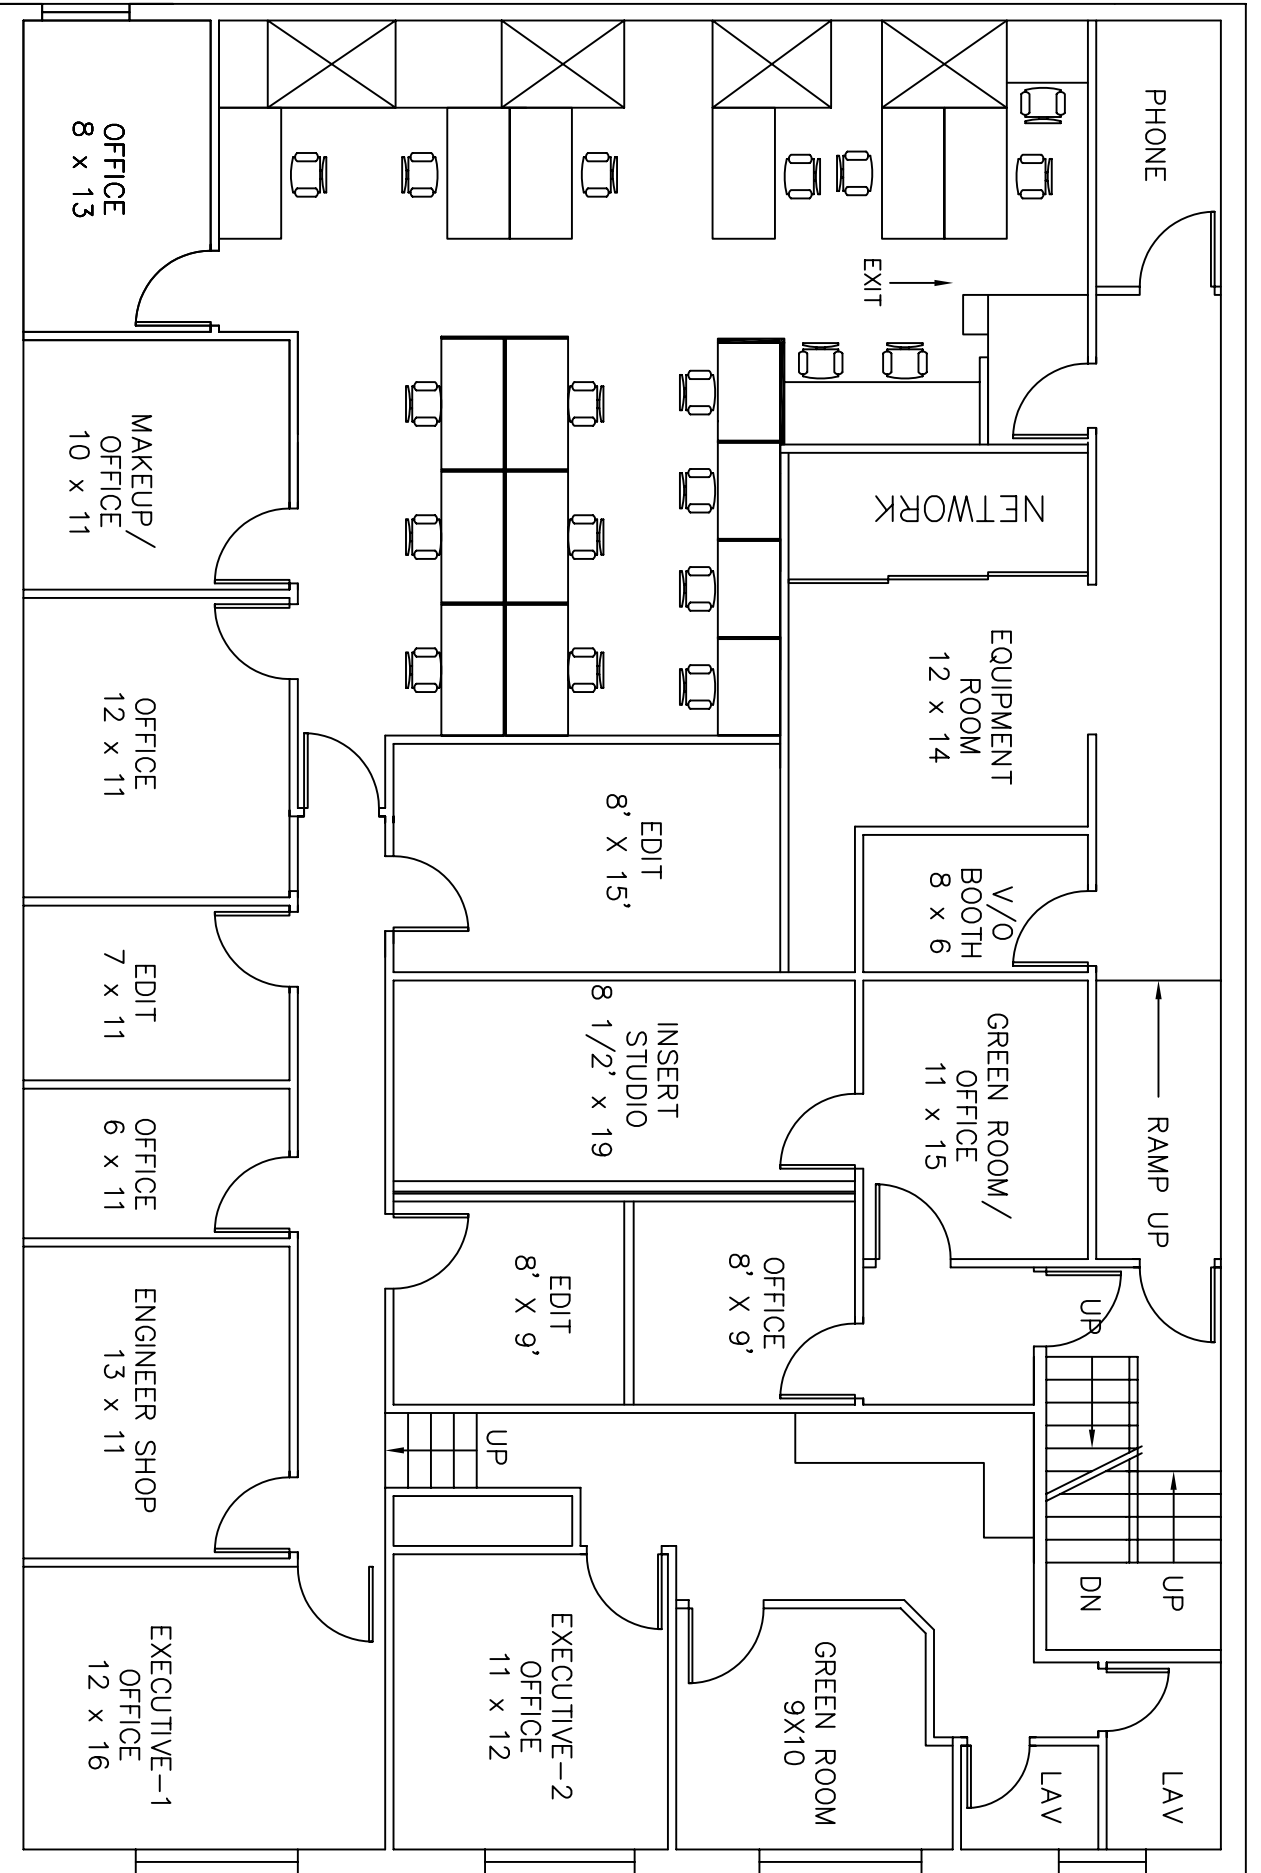 PHONE
OFFICE
8 x 13
EXIT
MAKEUP/
OFFICE
10 x 11
NETWORK
EQUIPMENT
ROOM
12 x 14
OFFICE
12 x 11
EDIT
8' X 15'
V/O
BOOTH
8 x 6
EDIT
7 x 11
INSERT
STUDIO
8 1/2' x 19
GREEN ROOM/
OFFICE
11 x 15
RAMP UP
OFFICE
6 x 11
EDIT
8' X 9'
OFFICE
8' X 9'
UP
ENGINEER SHOP
13 x 11
UP
DN
UP
EXECUTIVE-1
OFFICE
12 x 16
EXECUTIVE-2
OFFICE
11 x 12
GREEN ROOM
9X10
LAV
LAV